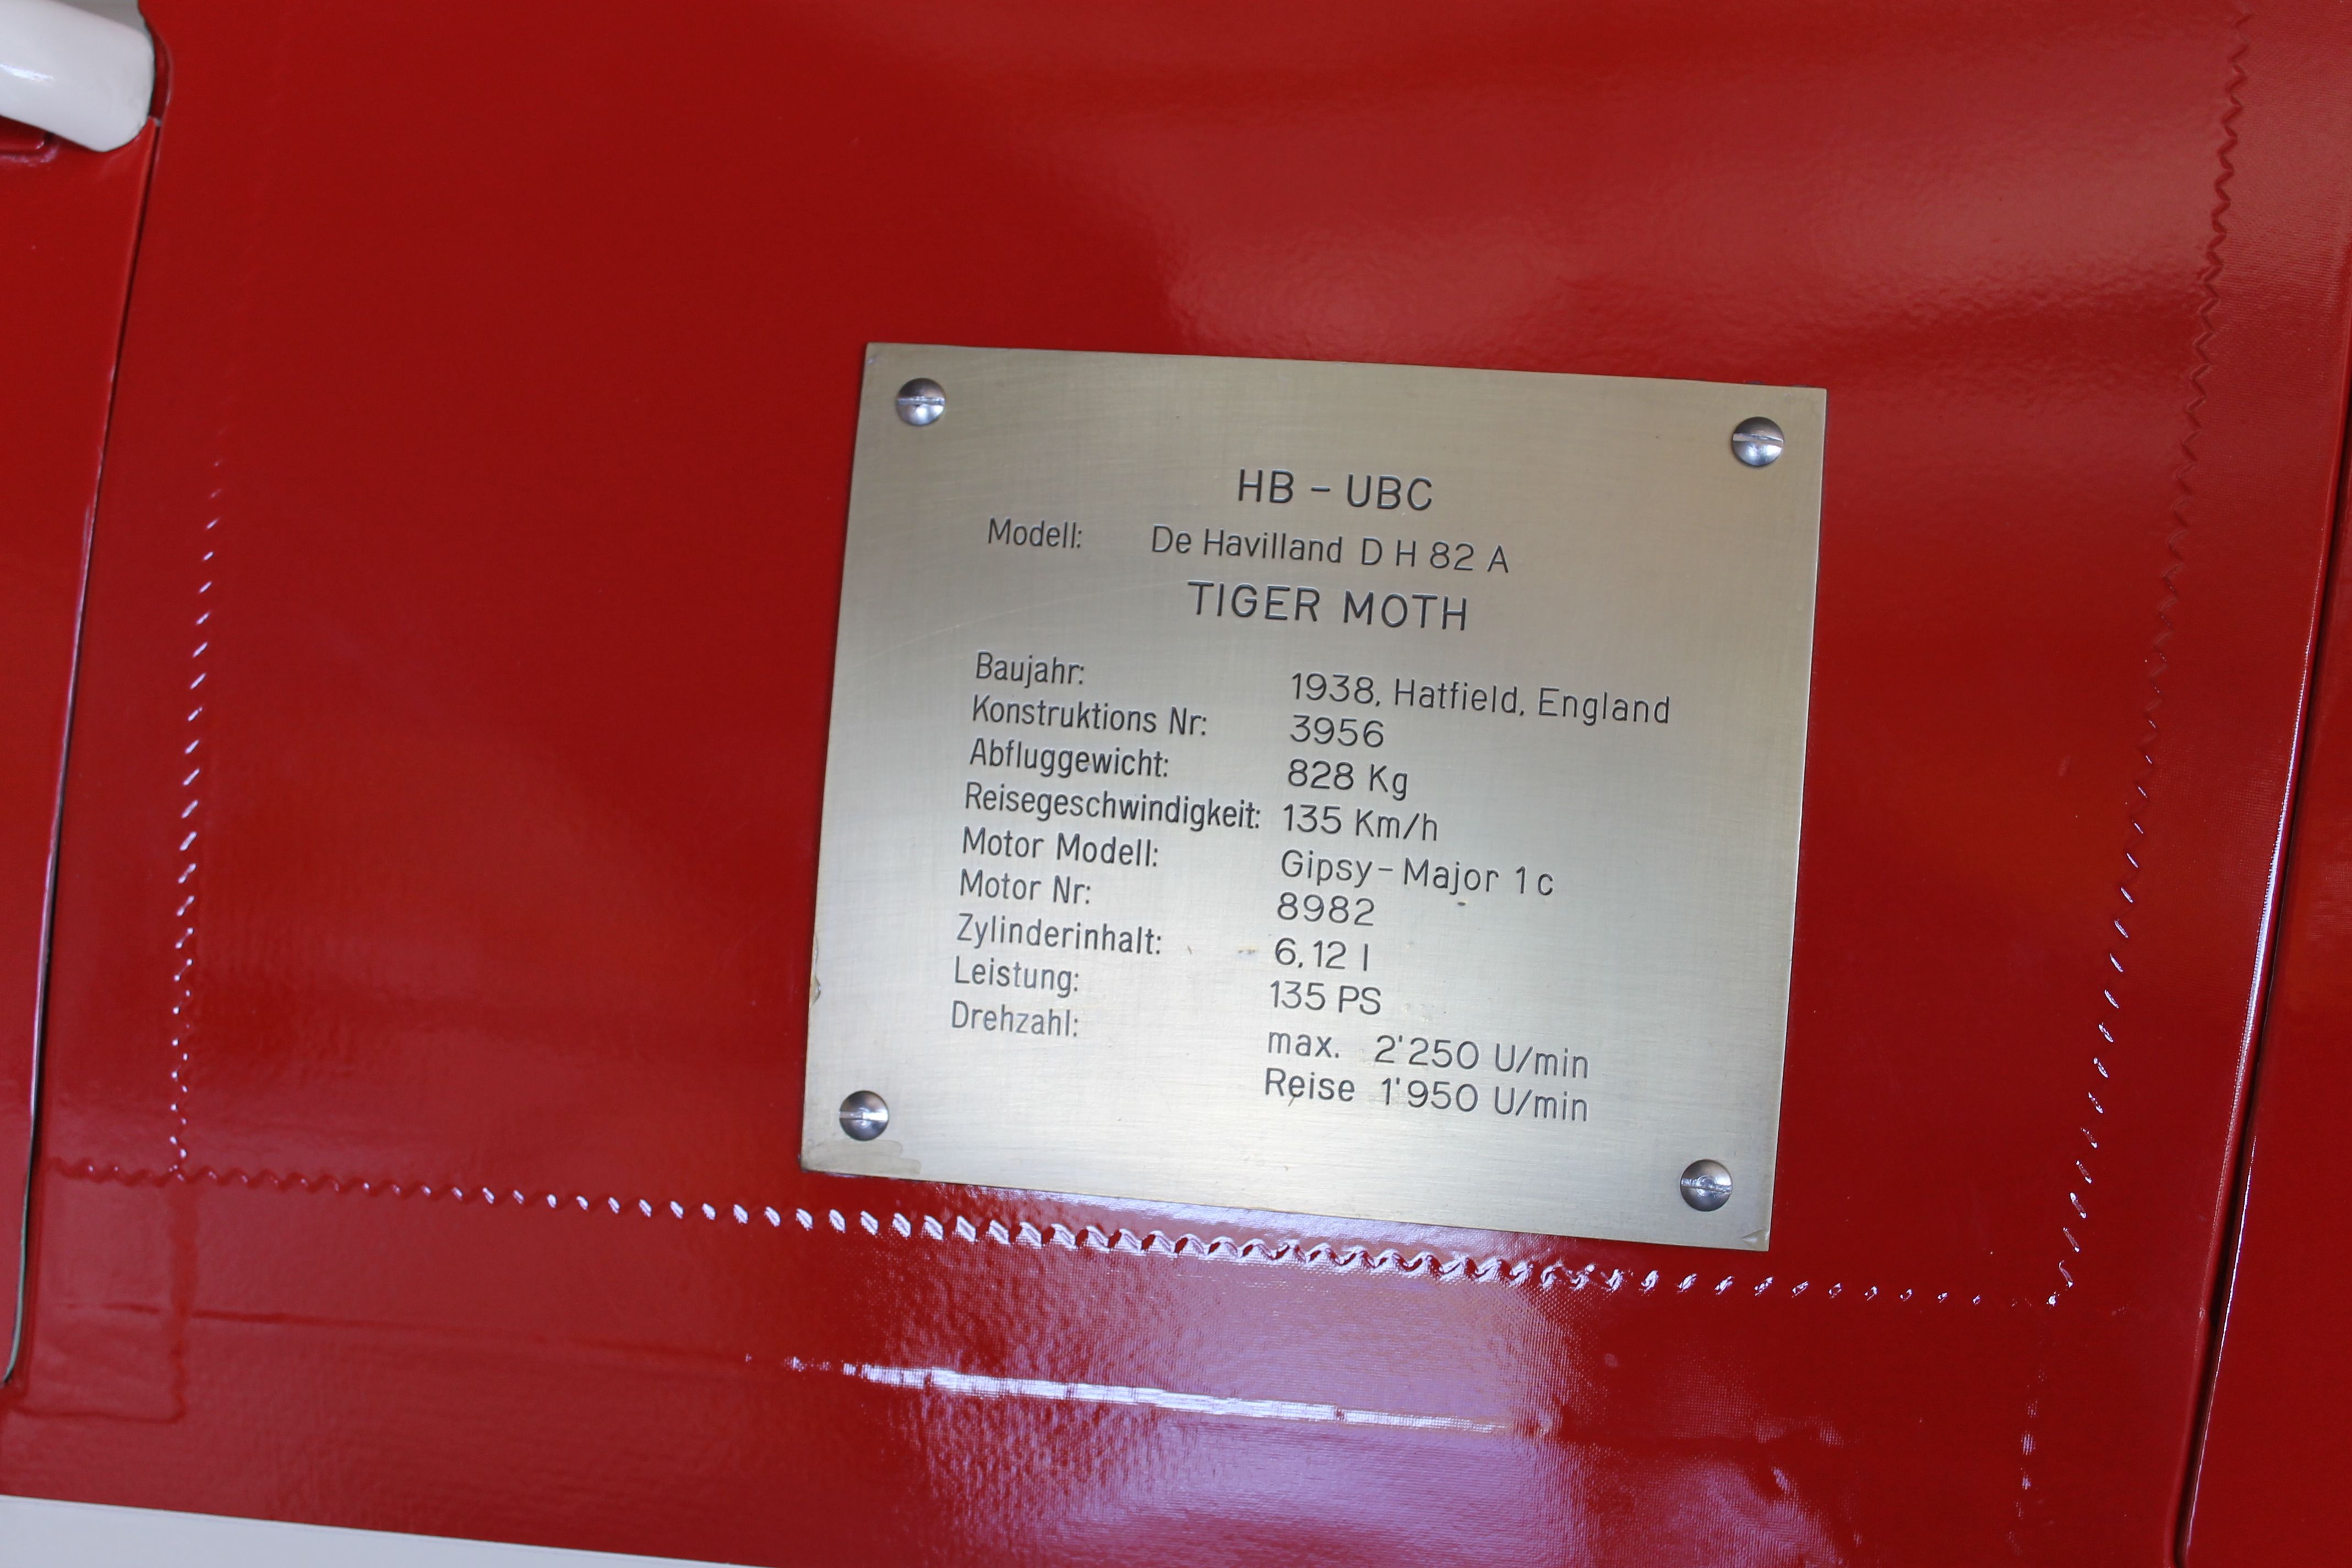 HB - UBC
Modell: De Havilland D H 82 A
TIGER MOTH
Baujahr: 1938, Hatfield, England
Konstruktions Nr: 3956
Abfluggewicht: 828 Kg
Reisegeschwindigkeit: 135 Km/h
Motor Modell: Gipsy - Major 1 c
Motor Nr: 8982
Zylinderinhalt: 6,12 l
Leistung: 135 PS
Drehzahl: max. 2'250 U/min
Reise 1'950 U/min